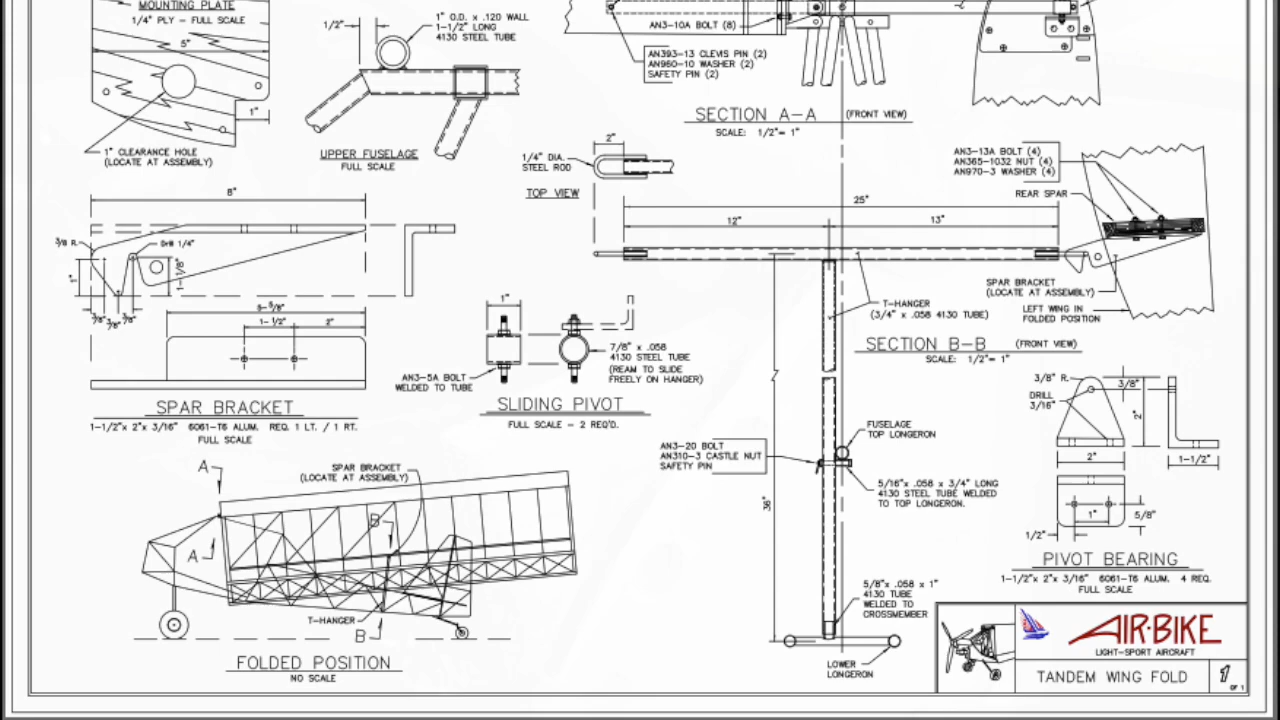 MOUNTING PLATE
1/4" PLY – FULL SCALE
5"
1"
1" CLEARANCE HOLE
(LOCATE AT ASSEMBLY)
1/2"
1" O.D. x .120 WALL
1-1/2" LONG
4130 STEEL TUBE
UPPER FUSELAGE
FULL SCALE
AN3-10A BOLT (8)
AN393-13 CLEVIS PIN (2)
AN960-10 WASHER (2)
SAFETY PIN (2)
SECTION A-A (FRONT VIEW)
SCALE: 1/2"= 1"
2"
1/4" DIA.
STEEL ROD
TOP VIEW
AN3-13A BOLT (4)
AN365-1032 NUT (4)
AN970-3 WASHER (4)
REAR SPAR
25"
12"
13"
SPAR BRACKET
(LOCATE AT ASSEMBLY)
LEFT WING IN
FOLDED POSITION
T-HANGER
(3/4" x .058 4130 TUBE)
SECTION B-B (FRONT VIEW)
SCALE: 1/2"= 1"
8"
3/8 R.
Drill 1/4"
1"
1-1/8"
3/8"
3/8"
3/8"
5-5/8"
1-1/2"
2"
SPAR BRACKET
1-1/2"x 2"x 3/16" 6061-T6 ALUM. REQ. 1 LT. / 1 RT.
FULL SCALE
1"
7/8" x .058
4130 STEEL TUBE
(REAM TO SLIDE
FREELY ON HANGER)
AN3-5A BOLT
WELDED TO TUBE
SLIDING PIVOT
FULL SCALE – 2 REQ'D.
3/8" R.
3/8"
DRILL
3/16"
2"
2"
1-1/2"
1"
5/8"
1/2"
PIVOT BEARING
1-1/2"x 2"x 3/16" 6061-T6 ALUM. 4 REQ.
FULL SCALE
FUSELAGE
TOP LONGERON
AN3-20 BOLT
AN310-3 CASTLE NUT
SAFETY PIN
5/16"x .058 x 3/4" LONG
4130 STEEL TUBE WELDED
TO TOP LONGERON.
36"
5/8"x .058 x 1"
4130 TUBE
WELDED TO
CROSSMEMBER
LOWER
LONGERON
A
SPAR BRACKET
(LOCATE AT ASSEMBLY)
B
A
T-HANGER
B
FOLDED POSITION
NO SCALE
AIR-BIKE
LIGHT-SPORT AIRCRAFT
TANDEM WING FOLD
1
OF 1